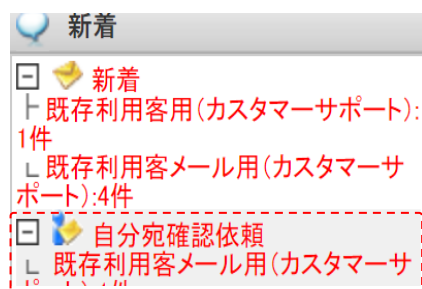 新着
新着
既存利用客用(カスタマーサポート):
1件
既存利用客メール用(カスタマーサ
ポート):4件
自分宛確認依頼
既存利用客メール用(カスタマーサ